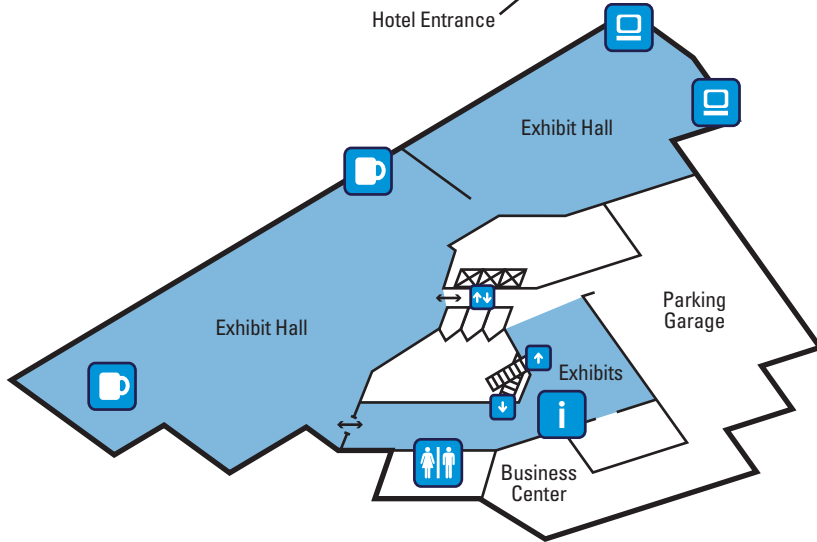 Hotel Entrance
Exhibit Hall
Exhibit Hall
Parking
Garage
Exhibits
i
Business
Center